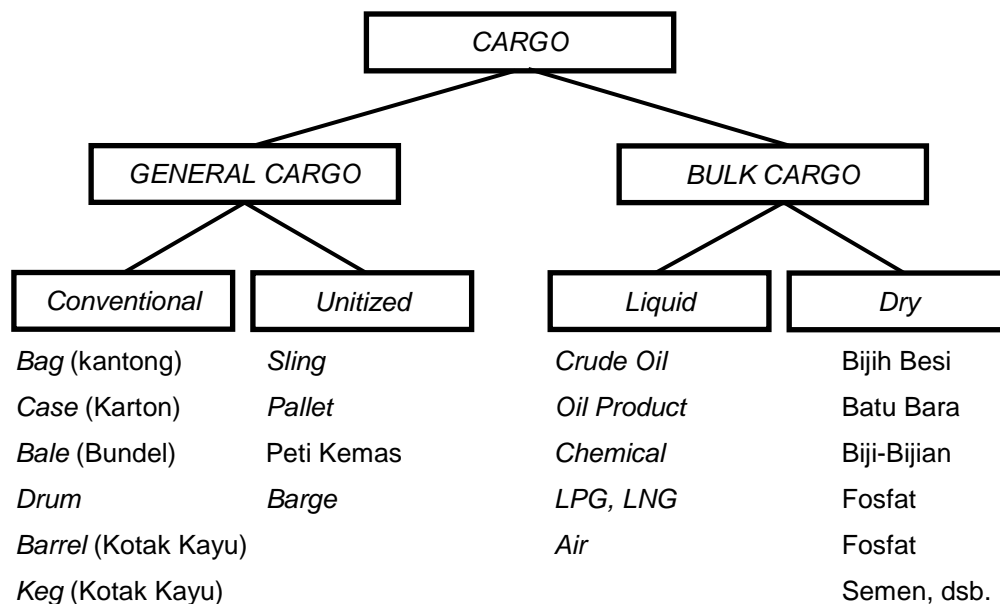 CARGO
GENERAL CARGO
BULK CARGO
Conventional
Unitized
Liquid
Dry
Bag (kantong)
Case (Karton)
Bale (Bundel)
Drum
Barrel (Kotak Kayu)
Keg (Kotak Kayu)
Sling
Pallet
Peti Kemas
Barge
Crude Oil
Oil Product
Chemical
LPG, LNG
Air
Bijih Besi
Batu Bara
Biji-Bijian
Fosfat
Fosfat
Semen, dsb.